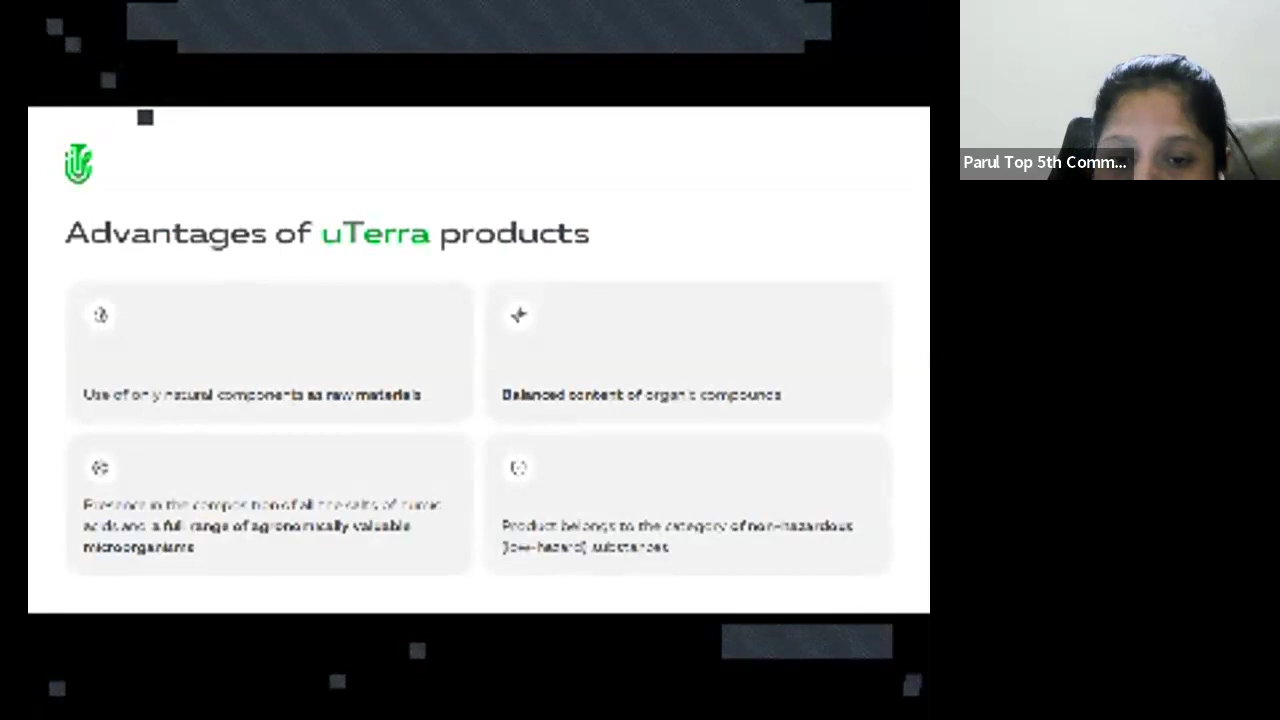 Parul Top 5th Comm...
Advantages of uTerra products
Use of only natural components as raw materials
Balanced content of organic compounds
Presence in the composition of all the salts of humic
acids and a full range of agronomically valuable
microorganisms
Product belongs to the category of non-hazardous
(low-hazard) substances